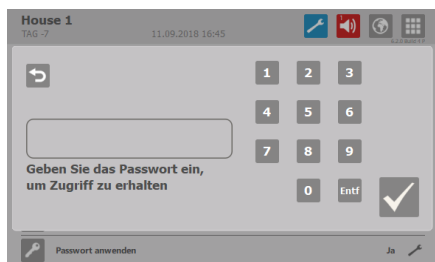 House 1
TAG -7 11.09.2018 16:45
1 2 3
4 5 6
7 8 9
Geben Sie das Passwort ein,
um Zugriff zu erhalten
0 Entf
Passwort anwenden Ja